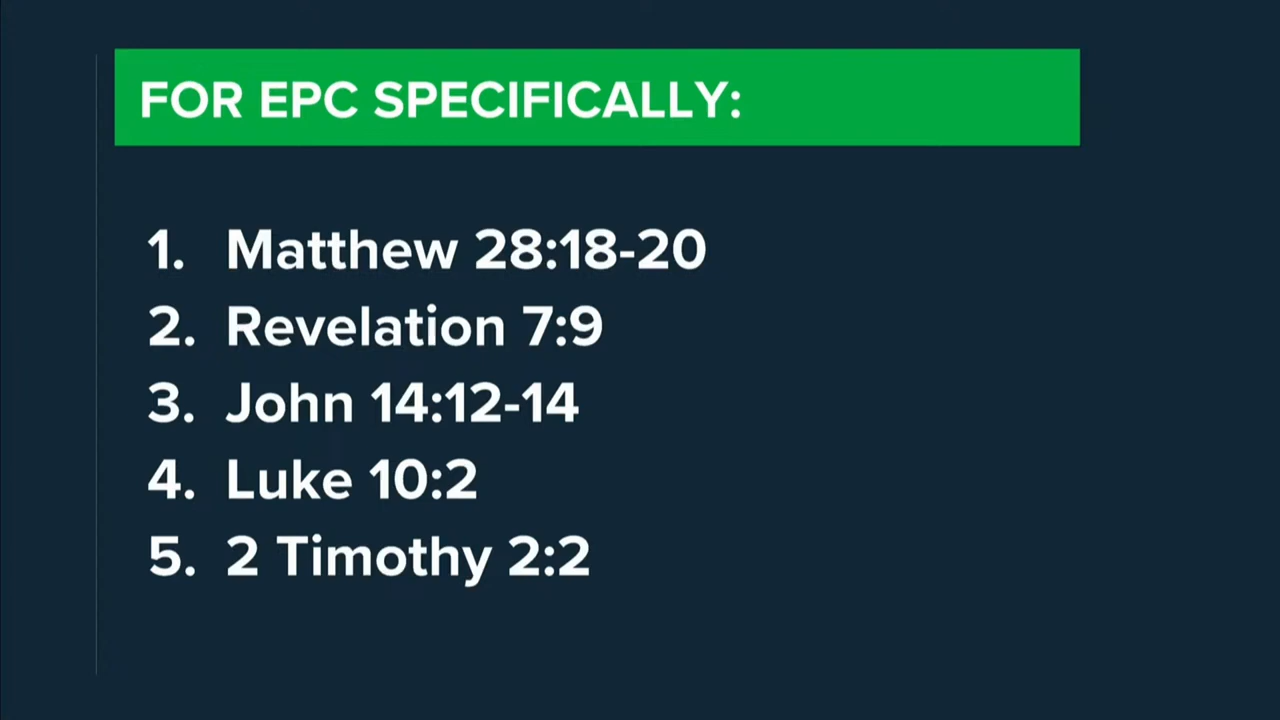 FOR EPC SPECIFICALLY:
1. Matthew 28:18-20
2. Revelation 7:9
3. John 14:12-14
4. Luke 10:2
5. 2 Timothy 2:2